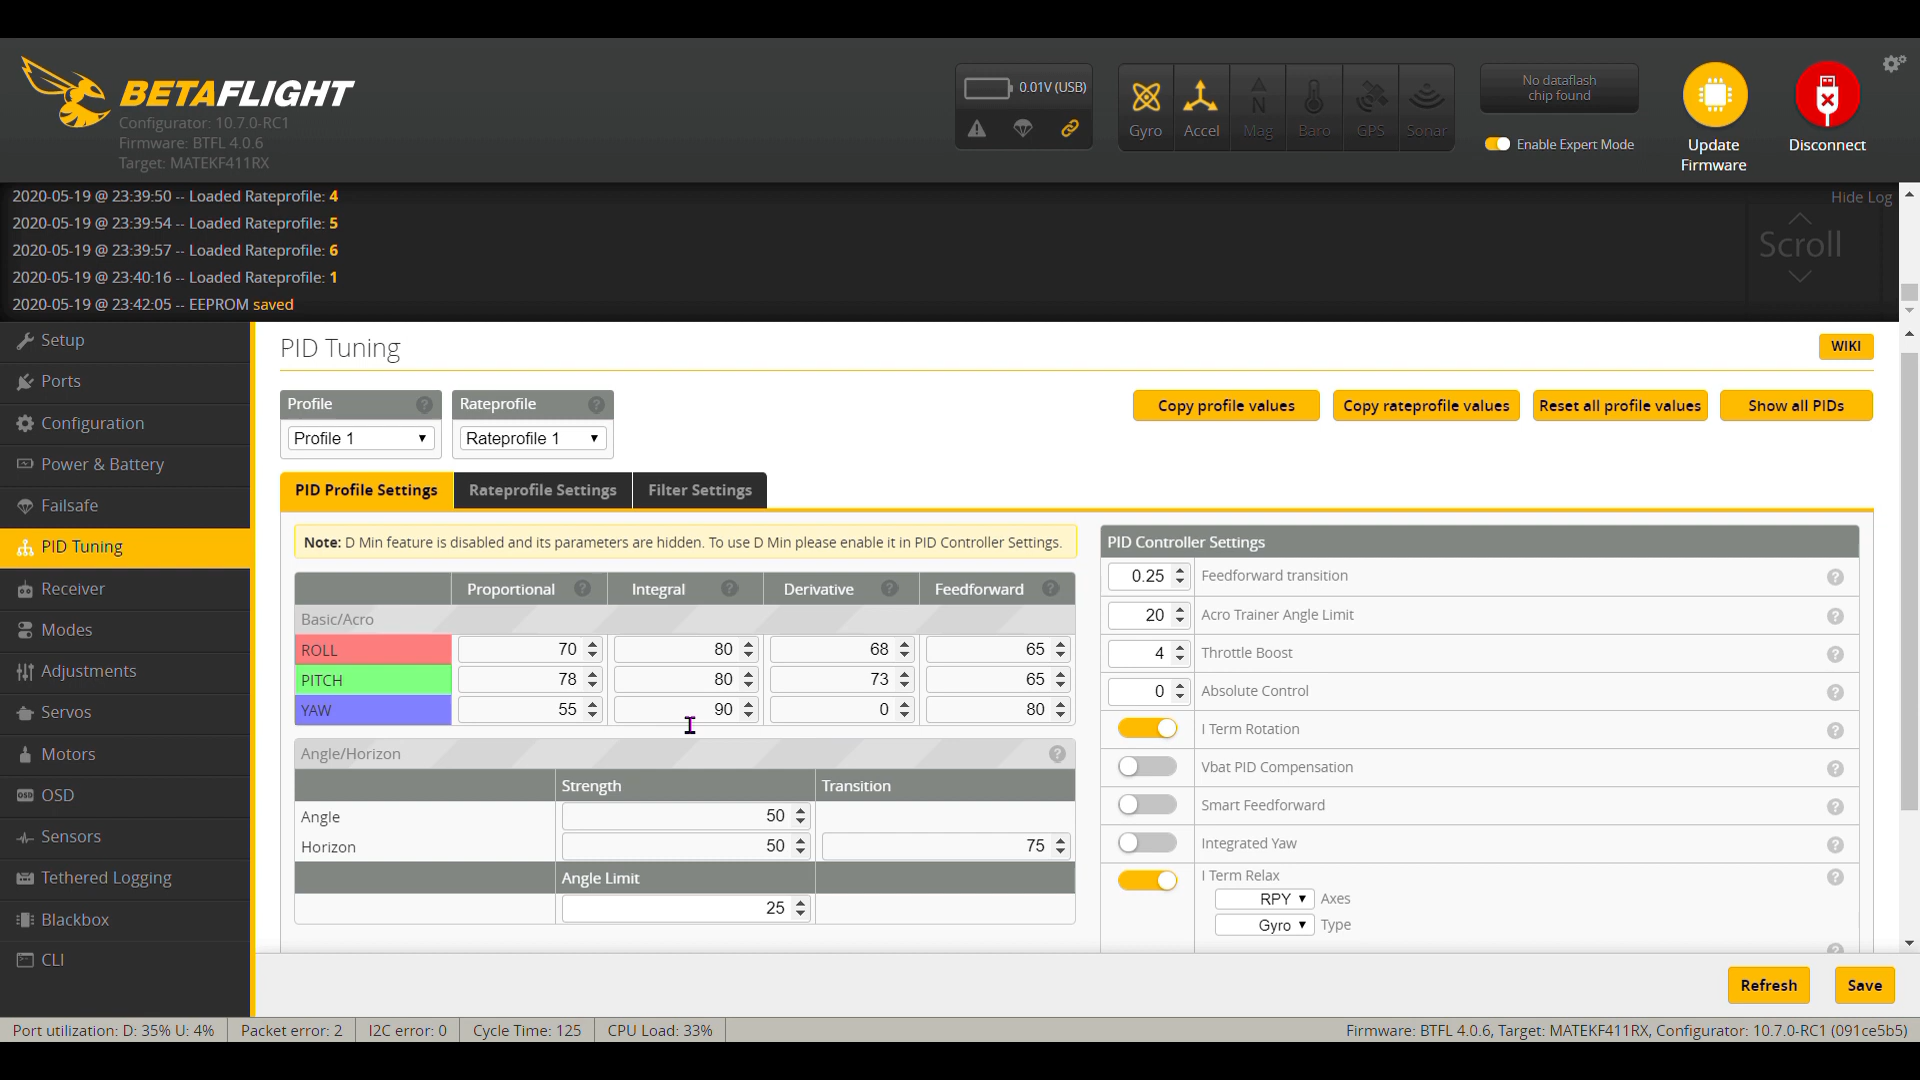 BETAFLIGHT
Configurator: 10.7.0-RC1
Firmware: BTFL 4.0.6
Target: MATEKF411RX
0.01V (USB)
Gyro
Accel
N
Mag
Baro
GPS
Sonar
No dataflash
chip found
Enable Expert Mode
Update
Firmware
Disconnect
2020-05-19 @ 23:39:50 -- Loaded Rateprofile: 4
2020-05-19 @ 23:39:54 -- Loaded Rateprofile: 5
2020-05-19 @ 23:39:57 -- Loaded Rateprofile: 6
2020-05-19 @ 23:40:16 -- Loaded Rateprofile: 1
2020-05-19 @ 23:42:05 -- EEPROM saved
Hide Log
Scroll
Setup
Ports
Configuration
Power & Battery
Failsafe
PID Tuning
Receiver
Modes
Adjustments
Servos
Motors
OSD OSD
Sensors
Tethered Logging
Blackbox
CLI
PID Tuning
WIKI
Profile ?
Rateprofile ?
Profile 1
Rateprofile 1
Copy profile values
Copy rateprofile values
Reset all profile values
Show all PIDs
PID Profile Settings
Rateprofile Settings
Filter Settings
Note: D Min feature is disabled and its parameters are hidden. To use D Min please enable it in PID Controller Settings.
Proportional ? Integral ? Derivative ? Feedforward ?
Basic/Acro
ROLL 70 80 68 65
PITCH 78 80 73 65
YAW 55 90 0 80
Angle/Horizon ?
Strength Transition
Angle 50
Horizon 50 75
Angle Limit
25
PID Controller Settings
0.25 Feedforward transition ?
20 Acro Trainer Angle Limit ?
4 Throttle Boost ?
0 Absolute Control ?
I Term Rotation ?
Vbat PID Compensation ?
Smart Feedforward ?
Integrated Yaw ?
I Term Relax ?
RPY Axes
Gyro Type
Refresh
Save
Port utilization: D: 35% U: 4%
Packet error: 2
I2C error: 0
Cycle Time: 125
CPU Load: 33%
Firmware: BTFL 4.0.6, Target: MATEKF411RX, Configurator: 10.7.0-RC1 (091ce5b5)